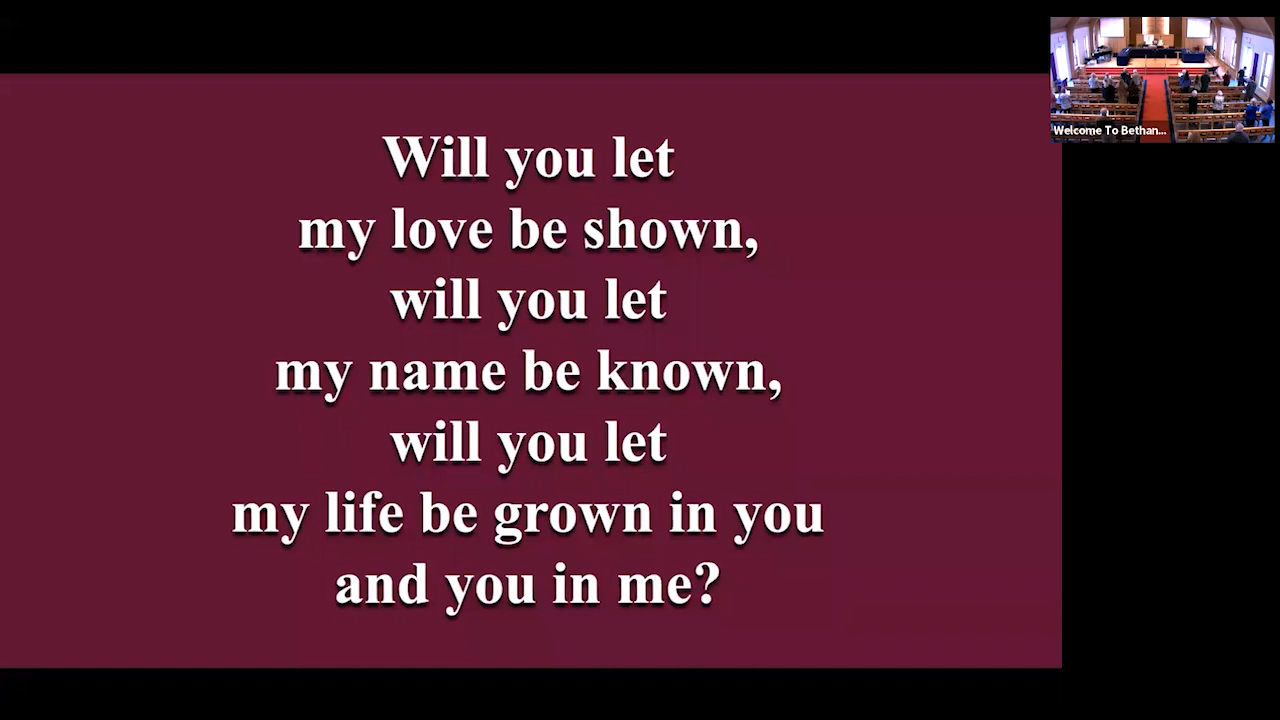 Will you let
my love be shown,
will you let
my name be known,
will you let
my life be grown in you
and you in me?
Welcome To Bethan...